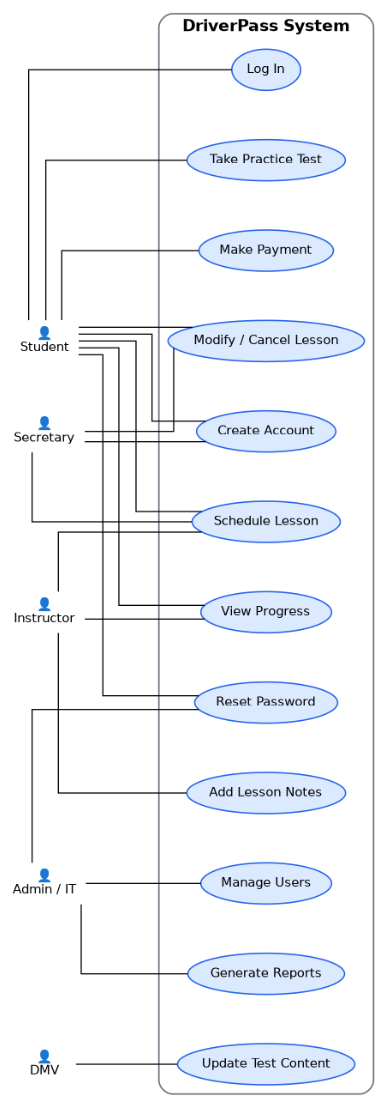 DriverPass System
Log In
Take Practice Test
Make Payment
Student
Modify / Cancel Lesson
Secretary
Create Account
Schedule Lesson
Instructor
View Progress
Reset Password
Add Lesson Notes
Admin / IT
Manage Users
Generate Reports
DMV
Update Test Content